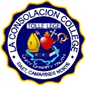 LA CONSOLACION COLLEGE
TOLLE LEGE
DAET, CAMARINES NORTE